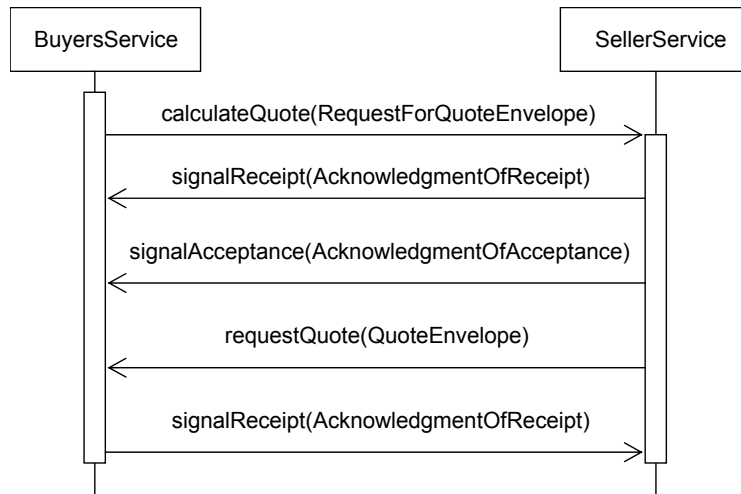 BuyersService
SellerService
calculateQuote(RequestForQuoteEnvelope)
signalReceipt(AcknowledgmentOfReceipt)
signalAcceptance(AcknowledgmentOfAcceptance)
requestQuote(QuoteEnvelope)
signalReceipt(AcknowledgmentOfReceipt)